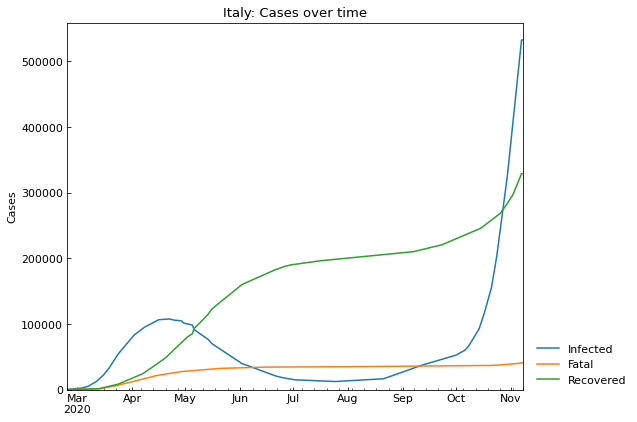 Italy: Cases over time
Cases
500000
400000
300000
200000
100000
0
Mar Apr May Jun Jul Aug Sep Oct Nov
2020
Infected
Fatal
Recovered